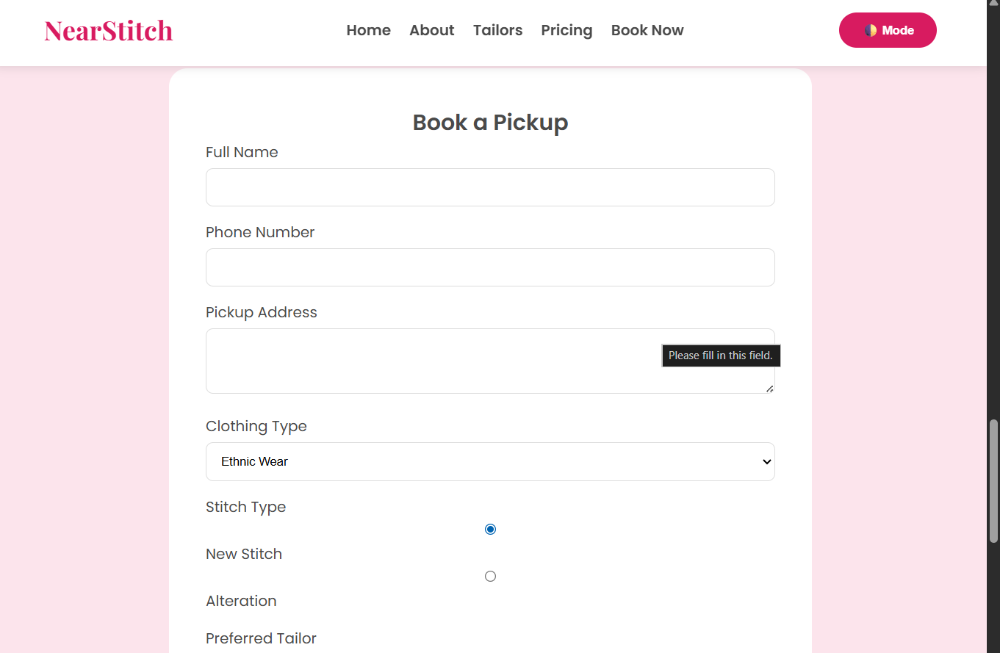 NearStitch
Home About Tailors Pricing Book Now
Mode
Book a Pickup
Full Name
Phone Number
Pickup Address
Please fill in this field.
Clothing Type
Ethnic Wear
Stitch Type
New Stitch
Alteration
Preferred Tailor